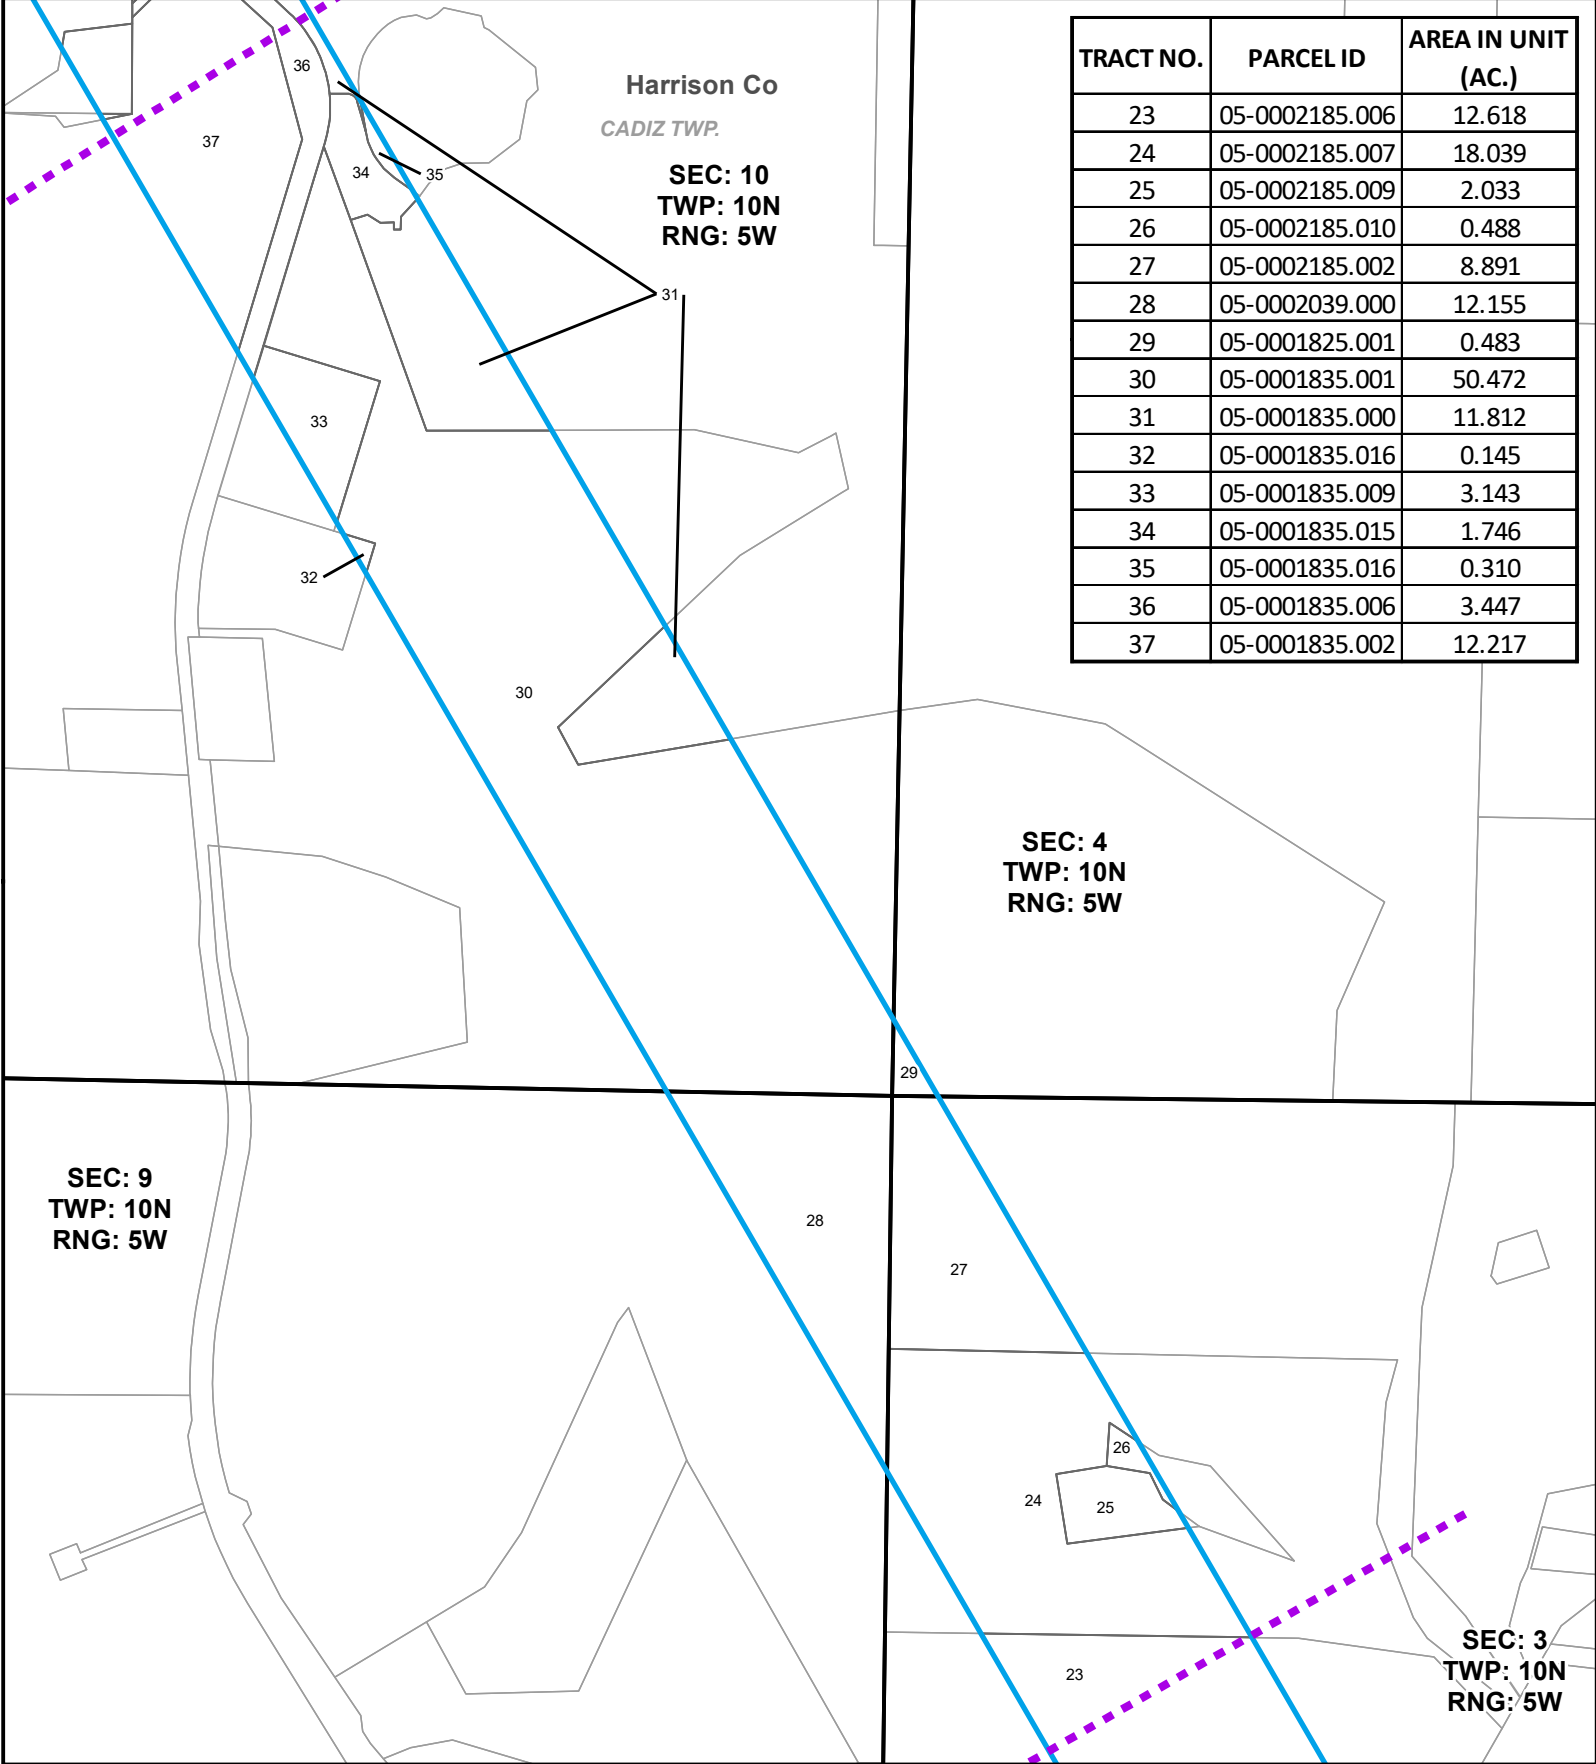 TRACT NO. PARCEL ID AREA IN UNIT (AC.)
23 05-0002185.006 12.618
24 05-0002185.007 18.039
25 05-0002185.009 2.033
26 05-0002185.010 0.488
27 05-0002185.002 8.891
28 05-0002039.000 12.155
29 05-0001825.001 0.483
30 05-0001835.001 50.472
31 05-0001835.000 11.812
32 05-0001835.016 0.145
33 05-0001835.009 3.143
34 05-0001835.015 1.746
35 05-0001835.016 0.310
36 05-0001835.006 3.447
37 05-0001835.002 12.217
Harrison Co
CADIZ TWP.
SEC: 10
TWP: 10N
RNG: 5W
36
37
34
35
31
33
32
30
SEC: 4
TWP: 10N
RNG: 5W
29
SEC: 9
TWP: 10N
RNG: 5W
28
27
26
24
25
23
SEC: 3
TWP: 10N
RNG: 5W